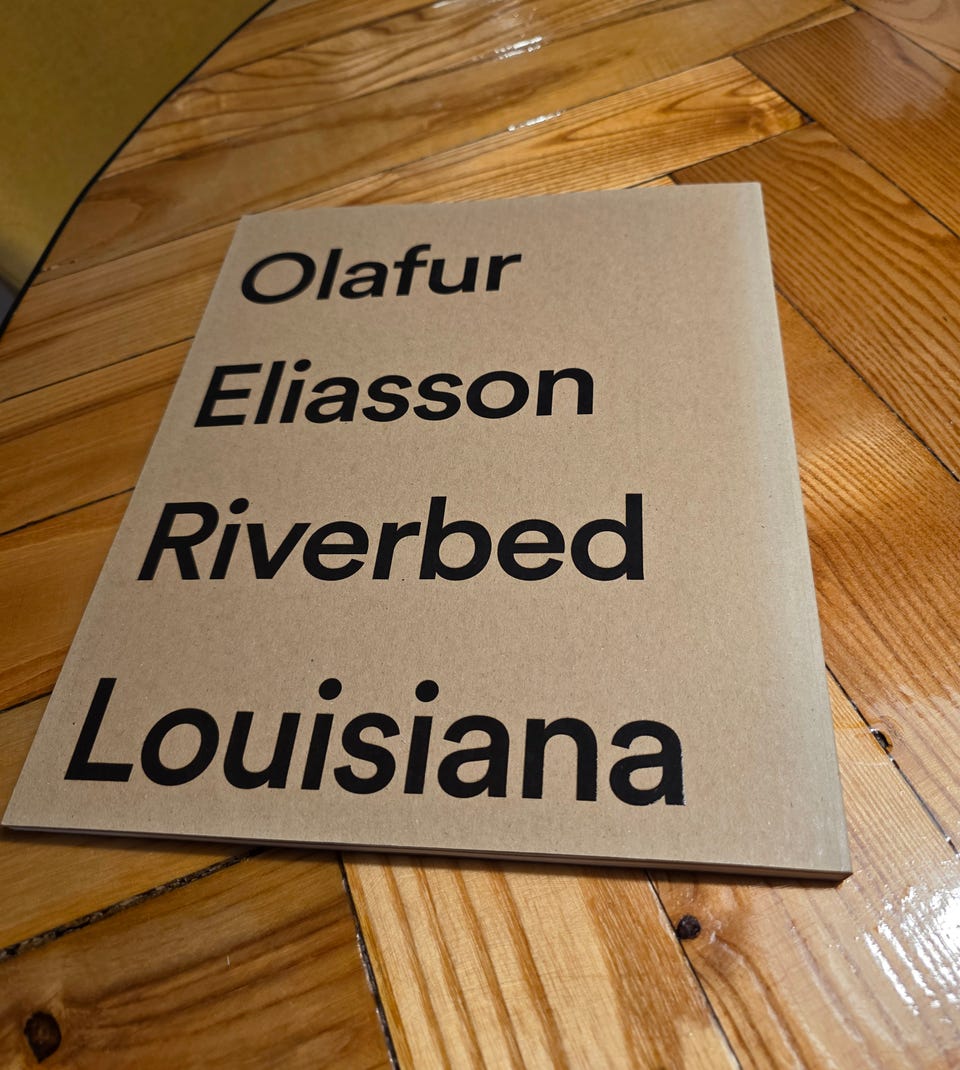 Olafur
Eliasson
Riverbed
Louisiana